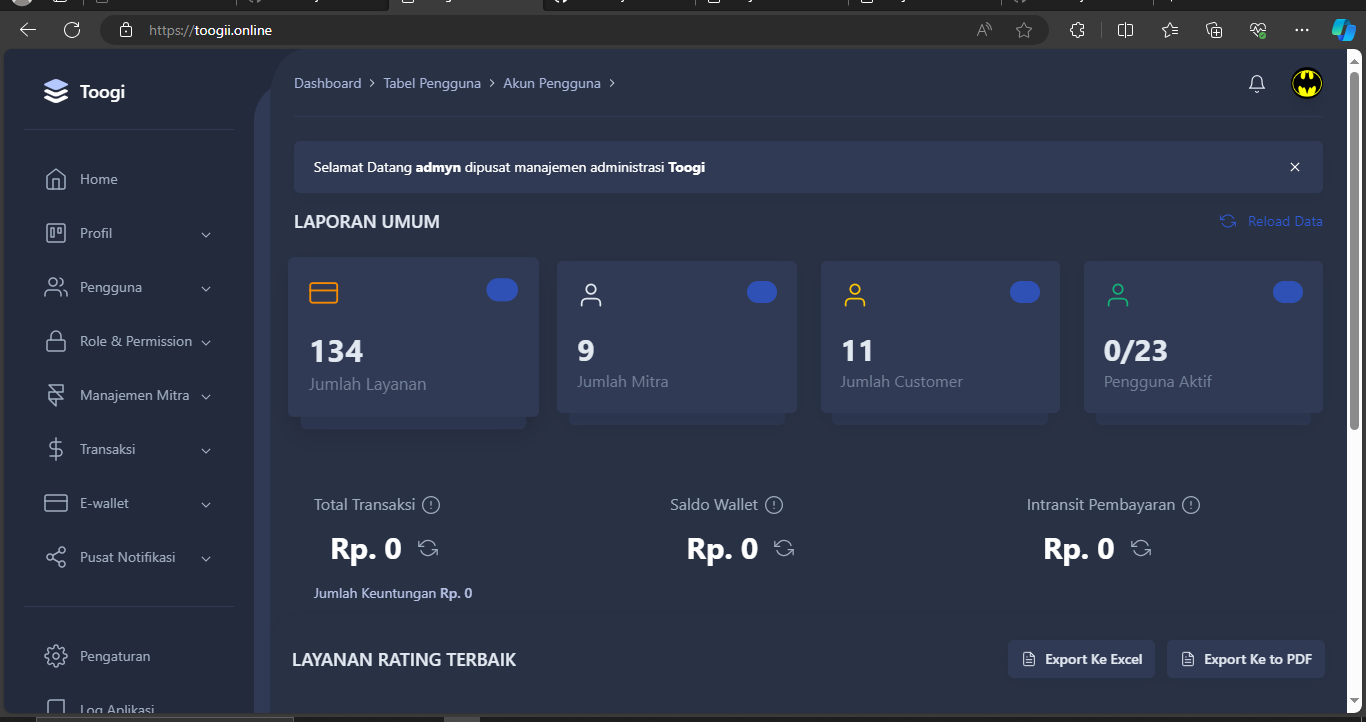 https://toogii.online
Toogi
Dashboard > Tabel Pengguna > Akun Pengguna >
Selamat Datang admyn dipusat manajemen administrasi Toogi
Home
Profil
Pengguna
Role & Permission
Manajemen Mitra
Transaksi
E-wallet
Pusat Notifikasi
Pengaturan
Log Aplikasi
LAPORAN UMUM
Reload Data
134
Jumlah Layanan
9
Jumlah Mitra
11
Jumlah Customer
0/23
Pengguna Aktif
Total Transaksi
Rp. 0
Jumlah Keuntungan Rp. 0
Saldo Wallet
Rp. 0
Intransit Pembayaran
Rp. 0
LAYANAN RATING TERBAIK
Export Ke Excel
Export Ke to PDF